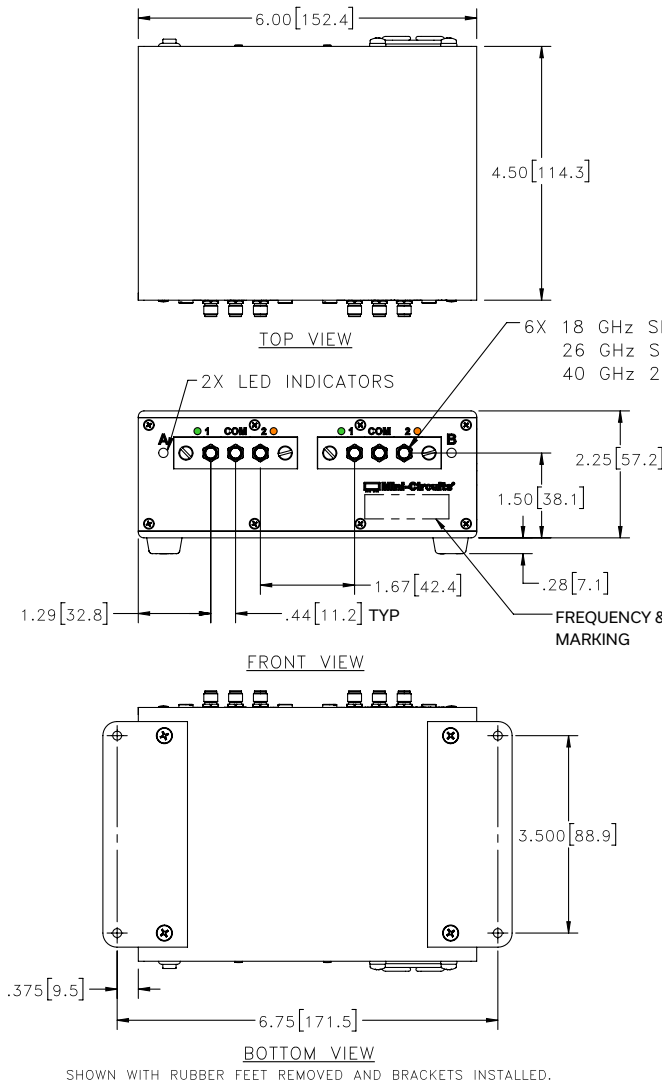 6.00[152.4]
4.50[114.3]
TOP VIEW
6X 18 GHz
26 GHz
40 GHz
2X LED INDICATORS
1 COM 2
1 COM 2
A
B
Mini-Circuits
2.25[57.2]
1.50[38.1]
.28[7.1]
1.67[42.4]
1.29[32.8]
.44[11.2] TYP
FREQUENCY &
MARKING
FRONT VIEW
3.500[88.9]
.375[9.5]
6.75[171.5]
BOTTOM VIEW
SHOWN WITH RUBBER FEET REMOVED AND BRACKETS INSTALLED.